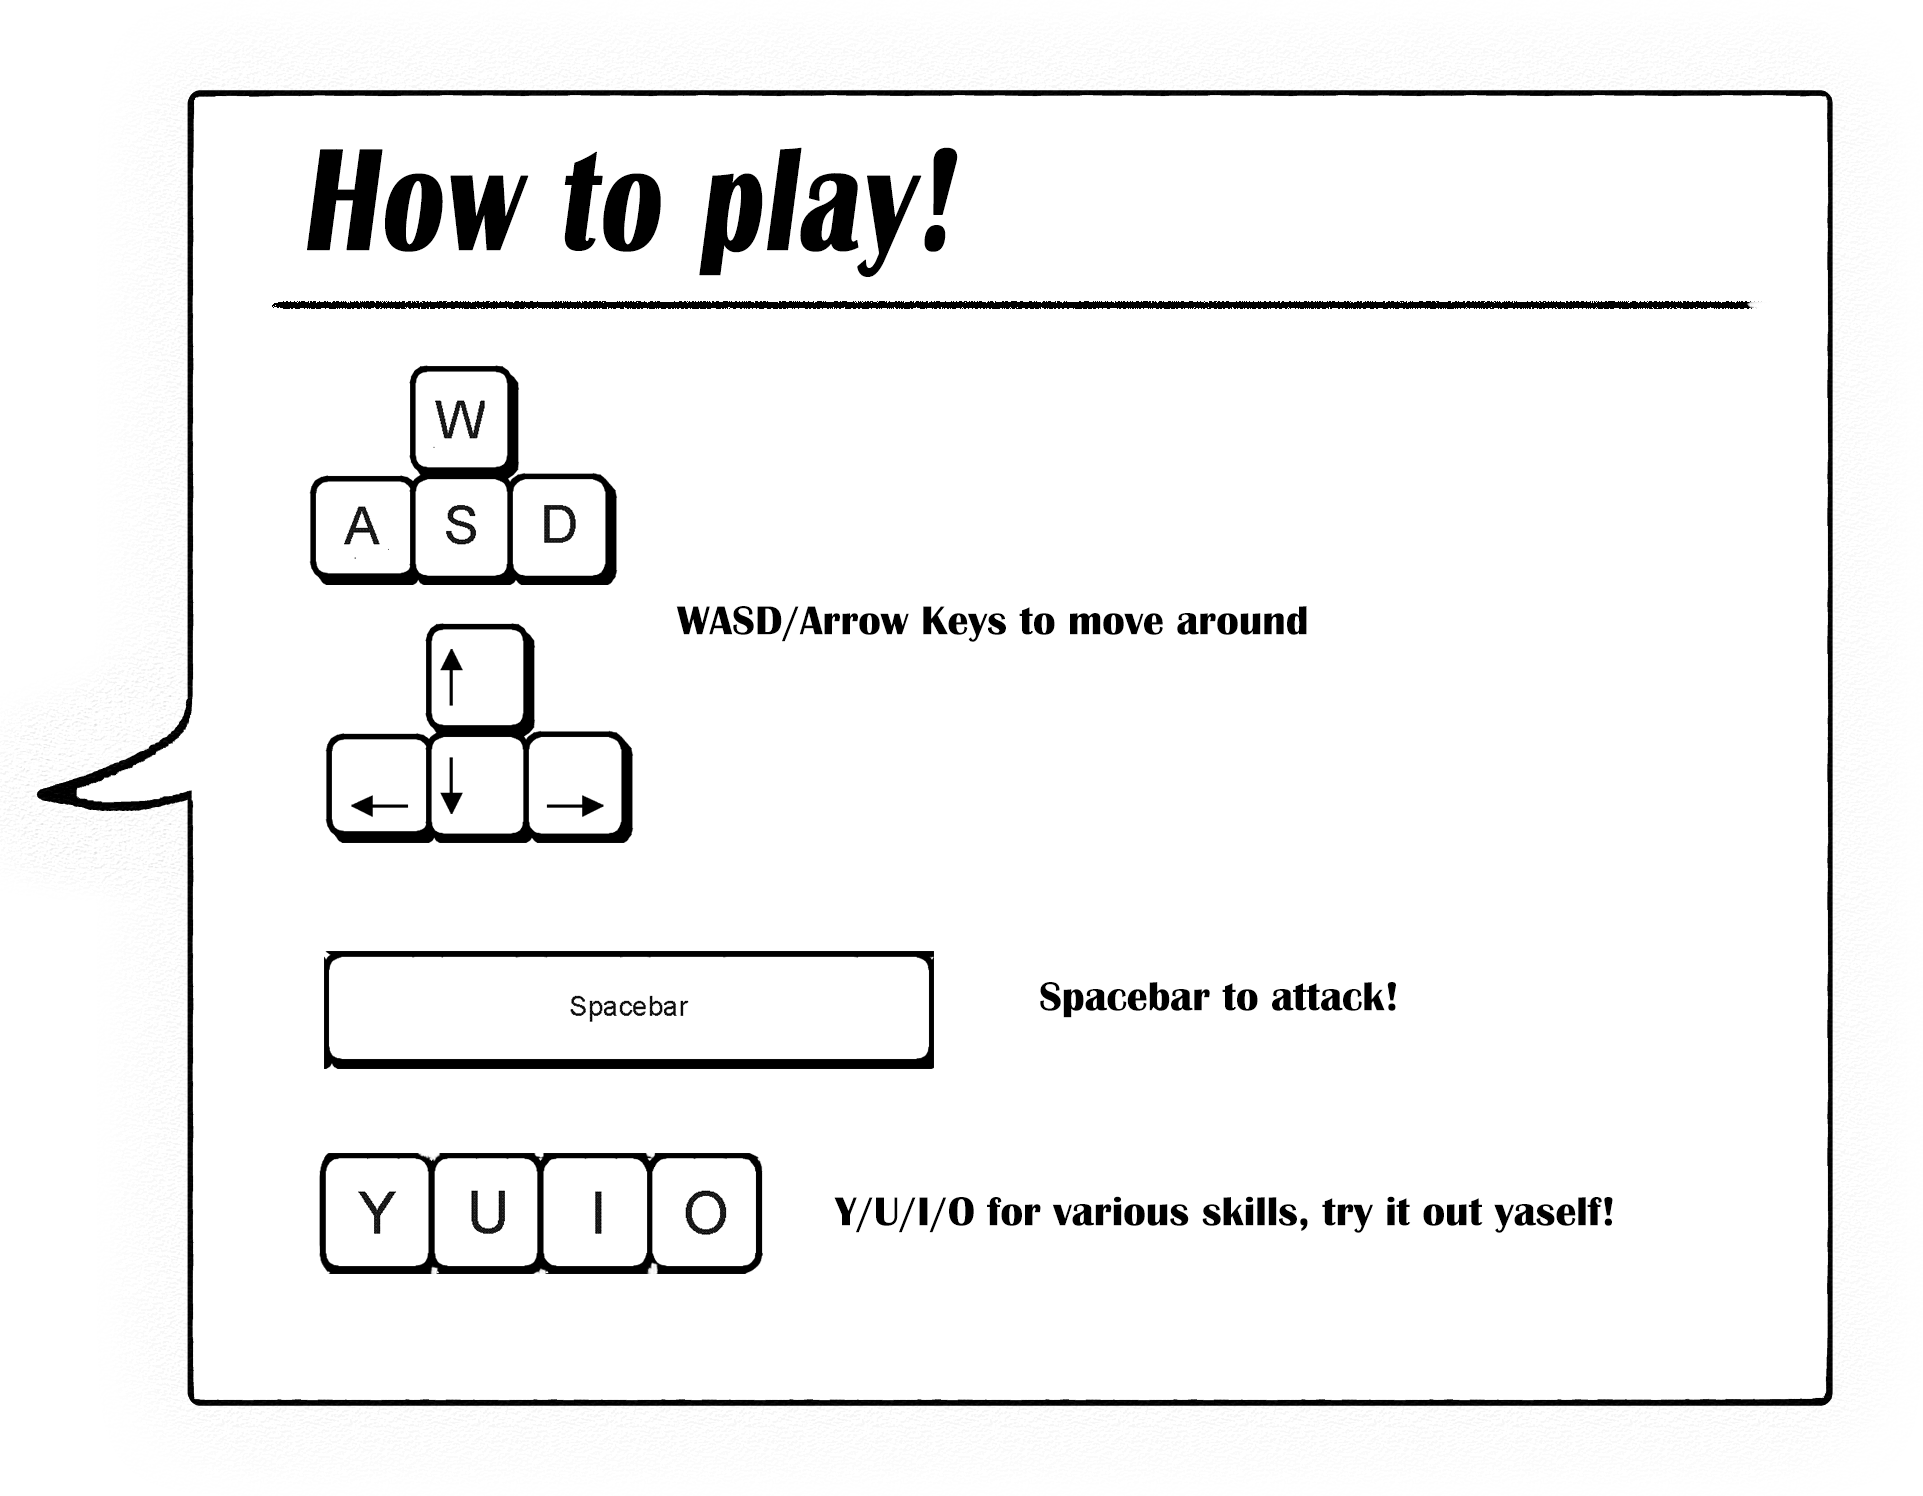 How to play!
W
A S D
WASD/Arrow Keys to move around
↑
← ↓ →
Spacebar
Spacebar to attack!
Y U I O
Y/U/I/O for various skills, try it out yaself!